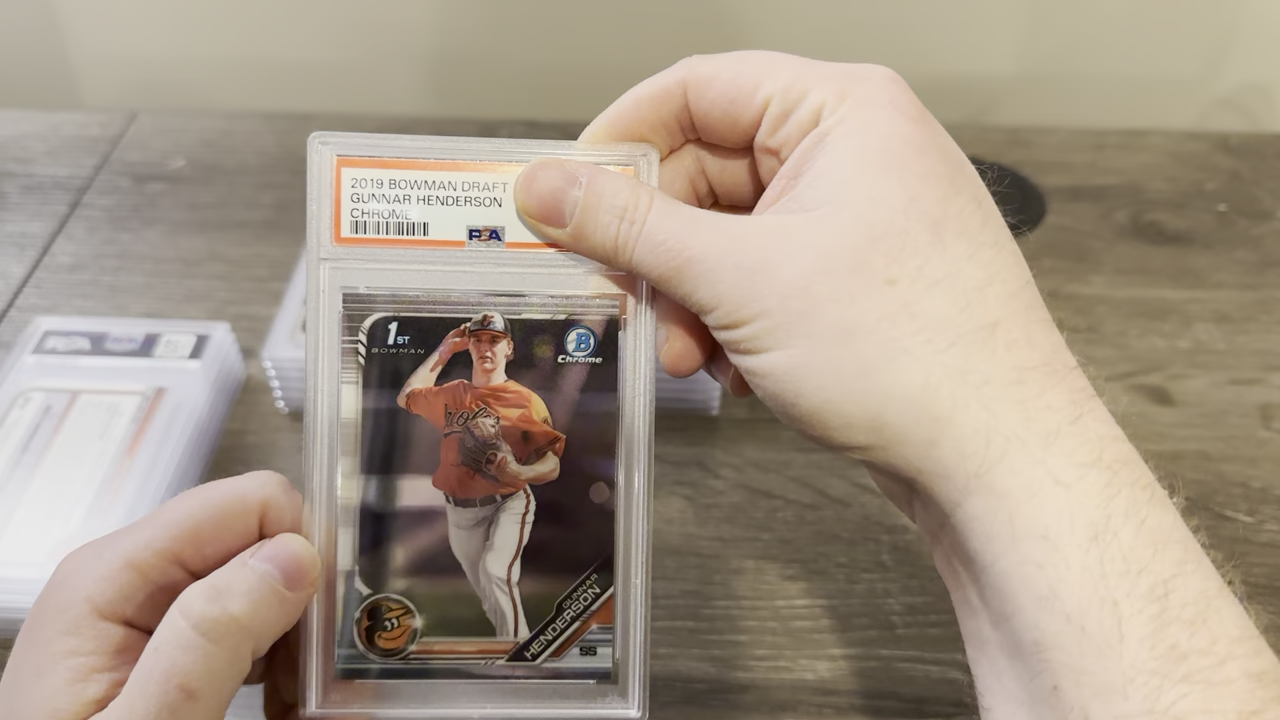 2019 BOWMAN DRAFT
GUNNAR HENDERSON
CHROME
PSA
1ST
BOWMAN
B
Chrome
GUNNAR
HENDERSON
SS